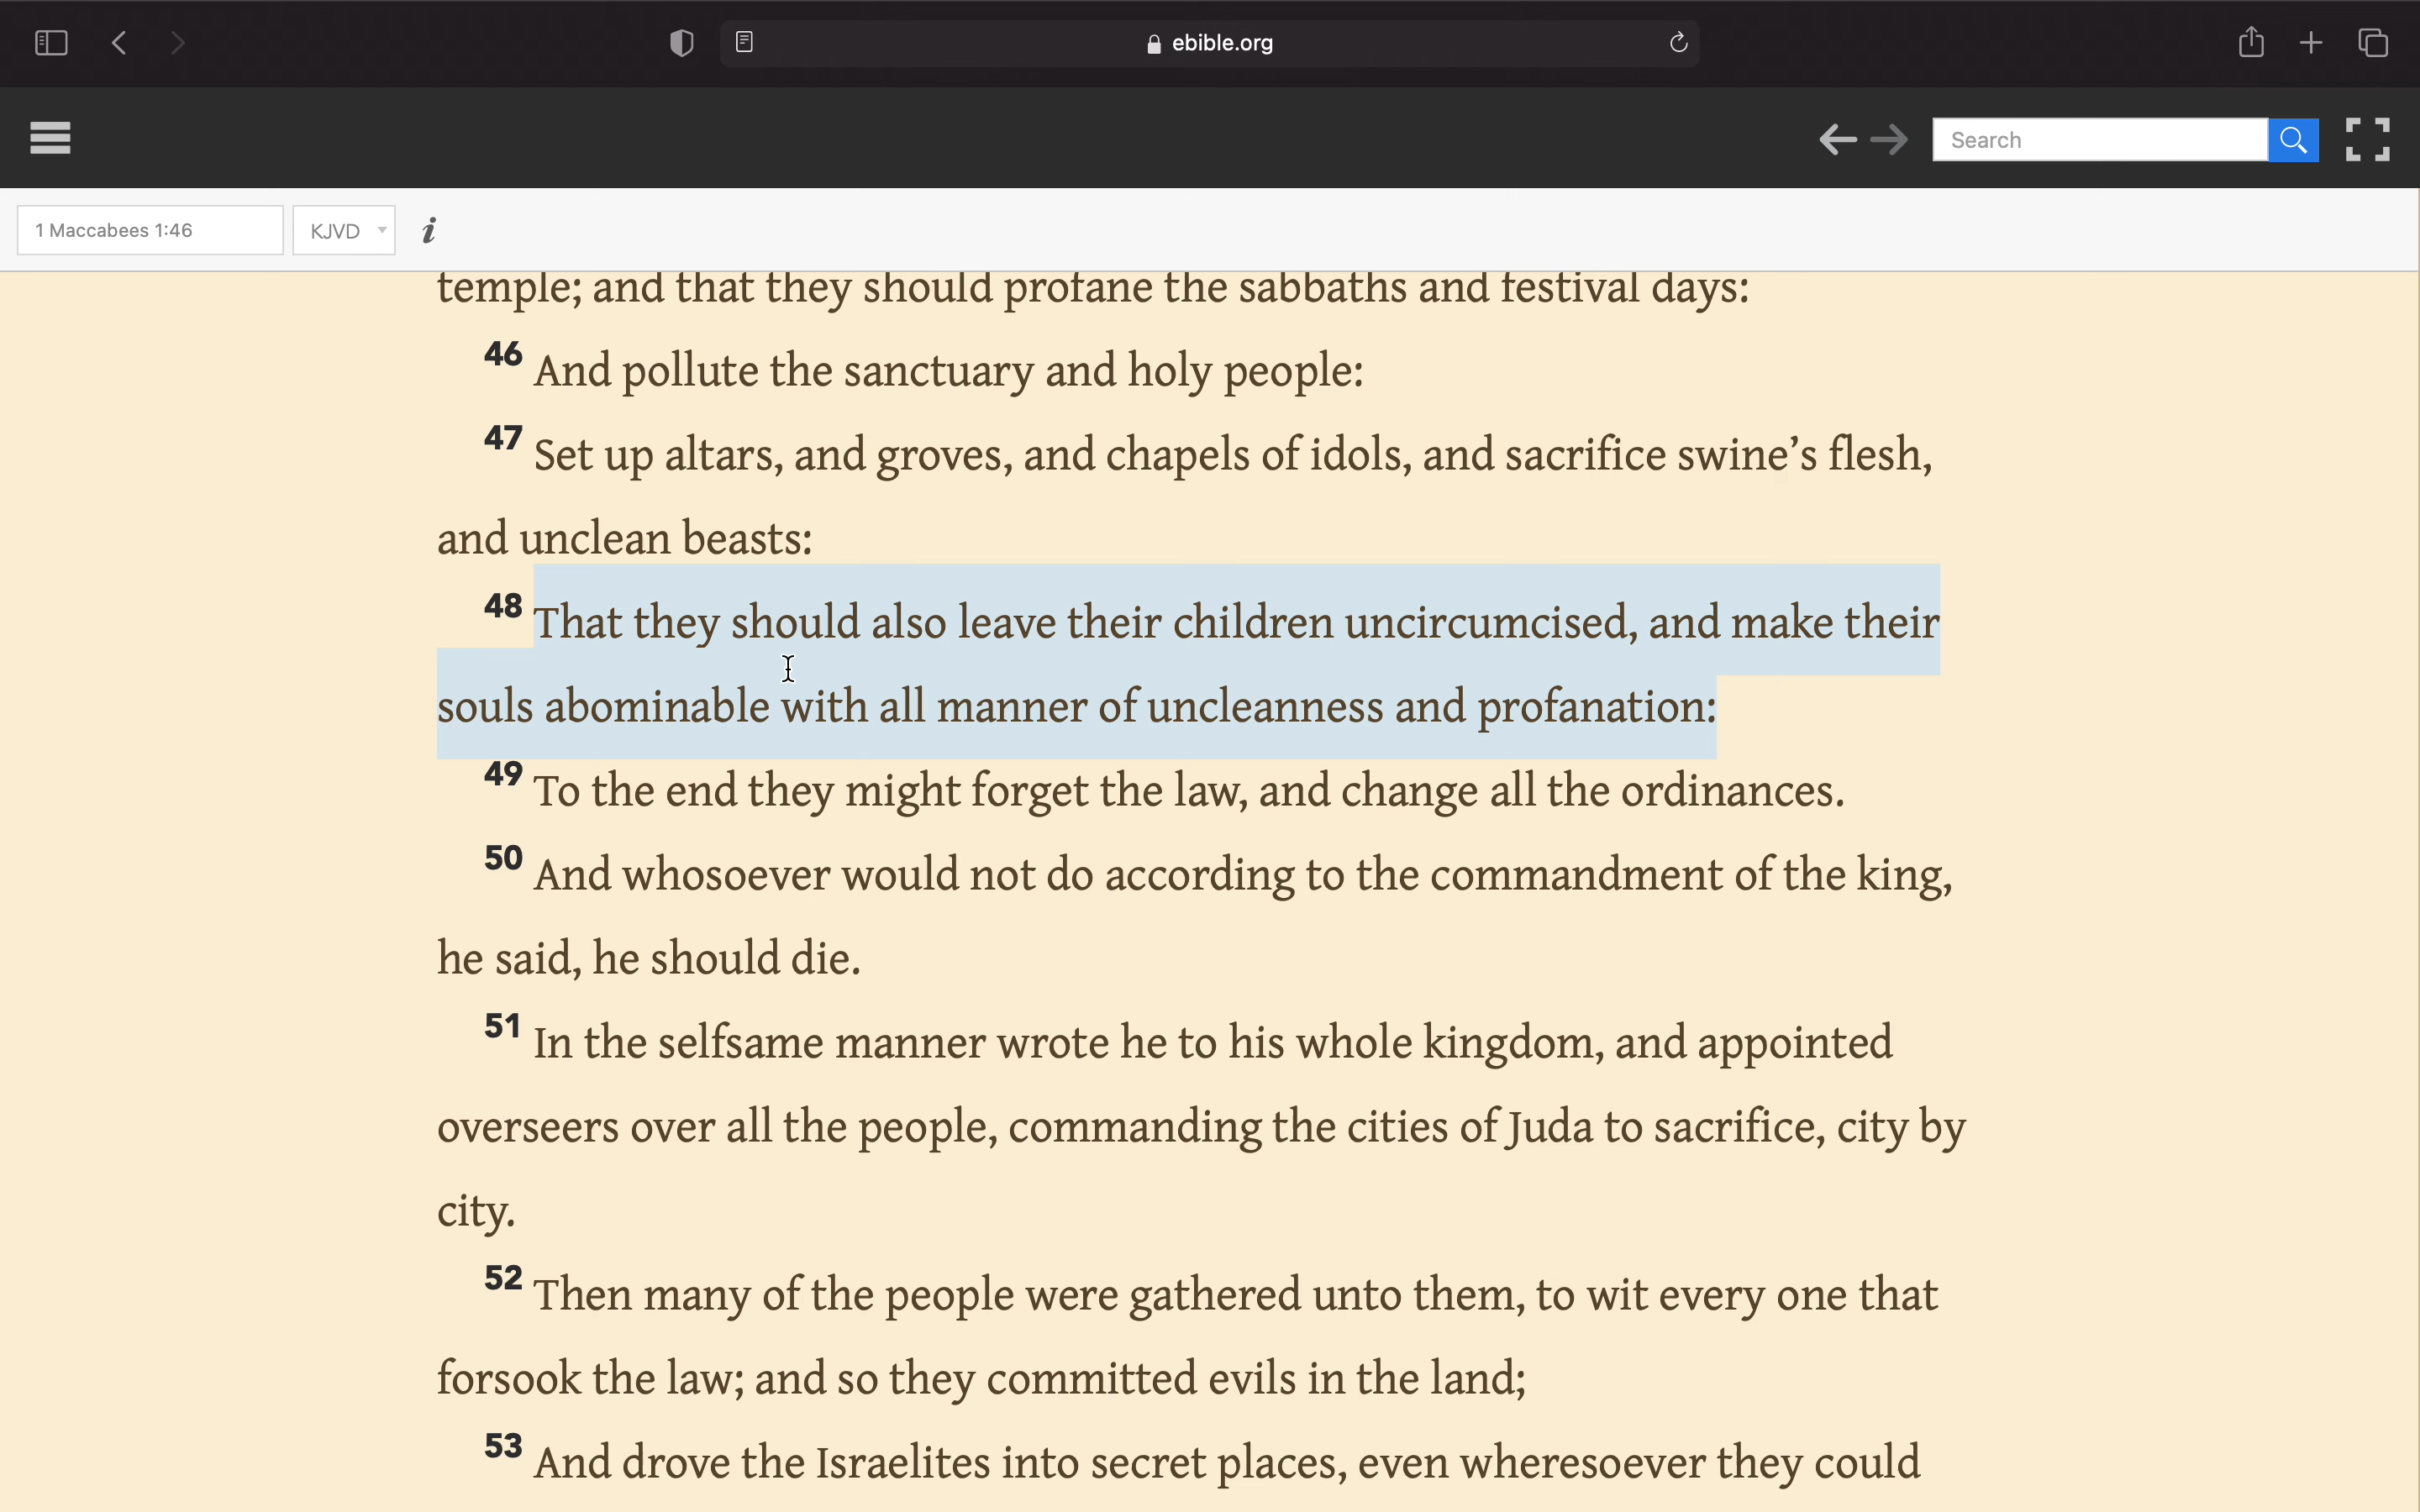 ebible.org
Search
1 Maccabees 1:46 KJVD i
temple; and that they should profane the sabbaths and festival days:
46 And pollute the sanctuary and holy people:
47 Set up altars, and groves, and chapels of idols, and sacrifice swine’s flesh,
and unclean beasts:
48 That they should also leave their children uncircumcised, and make their
souls abominable with all manner of uncleanness and profanation:
49 To the end they might forget the law, and change all the ordinances.
50 And whosoever would not do according to the commandment of the king,
he said, he should die.
51 In the selfsame manner wrote he to his whole kingdom, and appointed
overseers over all the people, commanding the cities of Juda to sacrifice, city by
city.
52 Then many of the people were gathered unto them, to wit every one that
forsook the law; and so they committed evils in the land;
53 And drove the Israelites into secret places, even wheresoever they could